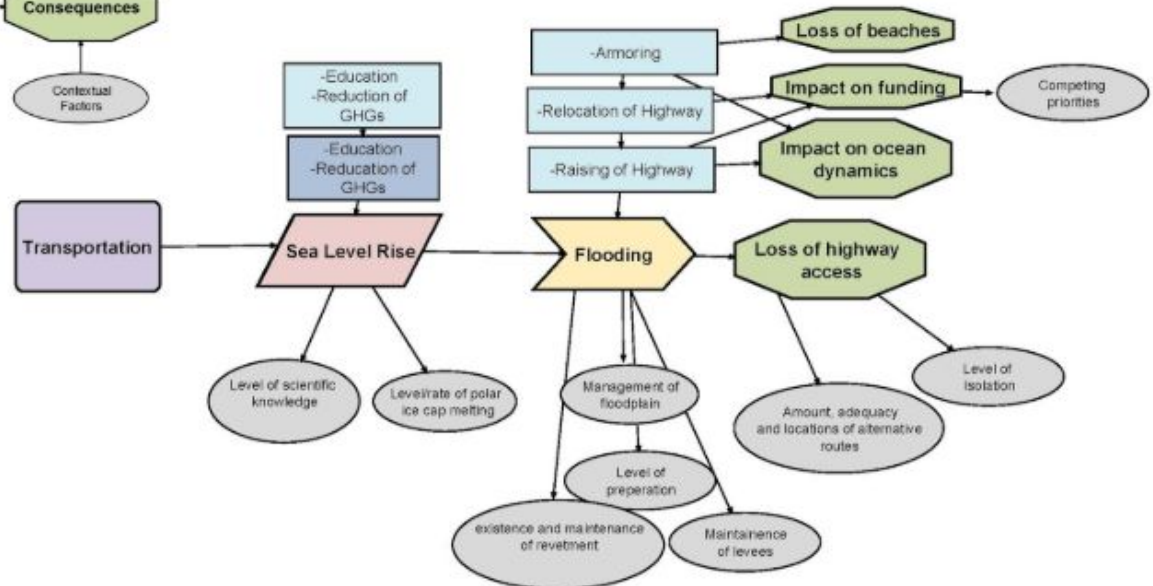 Consequences
Contextual
Factors
-Education
-Reduction of
GHGs
-Education
-Reducation of
GHGs
-Armoring
-Relocation of Highway
-Raising of Highway
Loss of beaches
Impact on funding
Competing
priorities
Impact on ocean
dynamics
Transportation
Sea Level Rise
Flooding
Loss of highway
access
Level of scientific
knowledge
Level/rate of polar
ice cap melting
Management of
floodplain
Level of
preperation
existence and maintenance
of revetment
Maintainence
of levees
Amount, adequacy
and locations of alternative
routes
Level of
Isolation